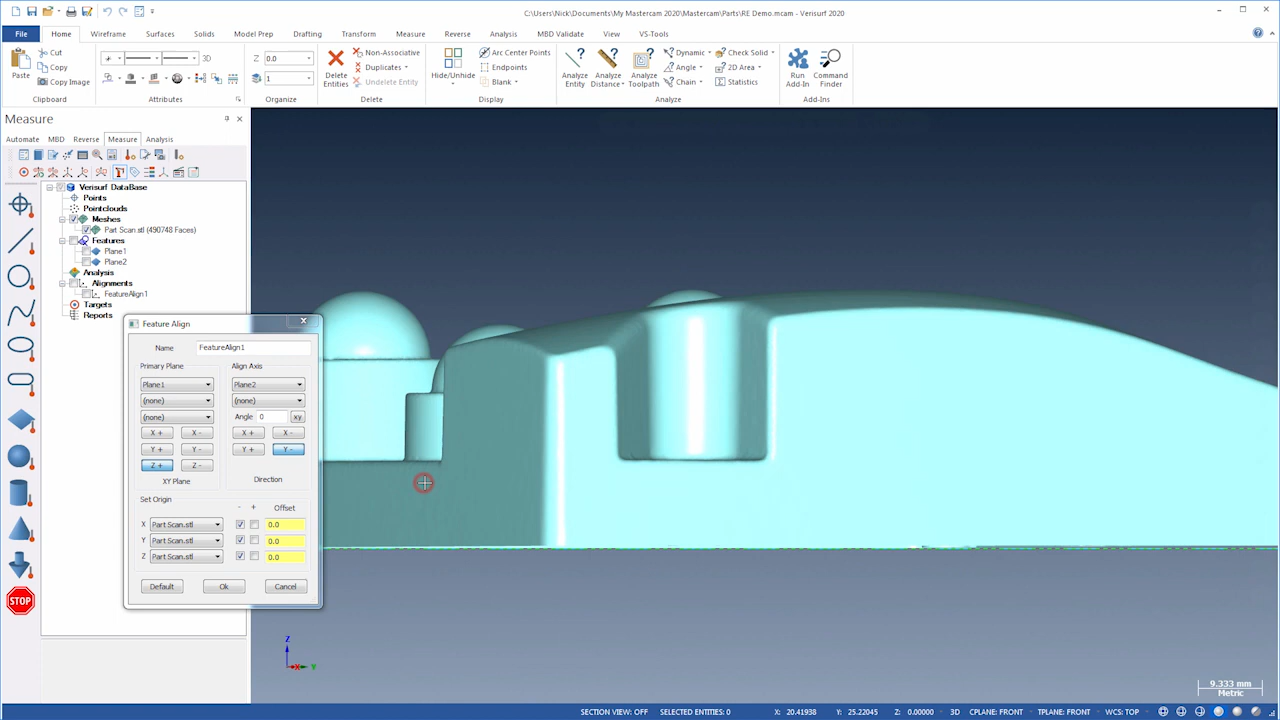 C:\Users\Nick\Documents\My Mastercam 2020\Mastercam\Parts\RE Demo.mcam - Verisurf 2020
File Home Wireframe Surfaces Solids Model Prep Drafting Transform Measure Reverse Analysis MBD Validate View VS-Tools
Paste
Cut
Copy
Copy Image
Clipboard
3D
Attributes
Z 0.0
1
Organize
Delete Entities
Non-Associative
Duplicates
Undelete Entity
Delete
Hide/Unhide
Arc Center Points
Endpoints
Blank
Display
Analyze Entity
Analyze Distance
Analyze Toolpath
Dynamic
Angle
Chain
Check Solid
2D Area
Statistics
Analyze
Run Add-In
Command Finder
Add-Ins
Measure
Automate MBD Reverse Measure Analysis
Verisurf DataBase
Points
Pointclouds
Meshes
Part Scan.stl (490748 Faces)
Features
Plane1
Plane2
Analysis
Alignments
FeatureAlign1
Targets
Reports
STOP
Feature Align
Name FeatureAlign1
Primary Plane Align Axis
Plane1 Plane2
(none) (none)
(none) Angle 0 xy
X + X - X + X -
Y + Y - Y + Y -
Z + Z -
XY Plane Direction
Set Origin - + Offset
X Part Scan.stl 0.0
Y Part Scan.stl 0.0
Z Part Scan.stl 0.0
Default Ok Cancel
Z
X Y
9.333 mm
Metric
SECTION VIEW: OFF SELECTED ENTITIES: 0 X: 20.41938 Y: 25.22045 Z: 0.00000 3D CPLANE: FRONT TPLANE: FRONT WCS: TOP